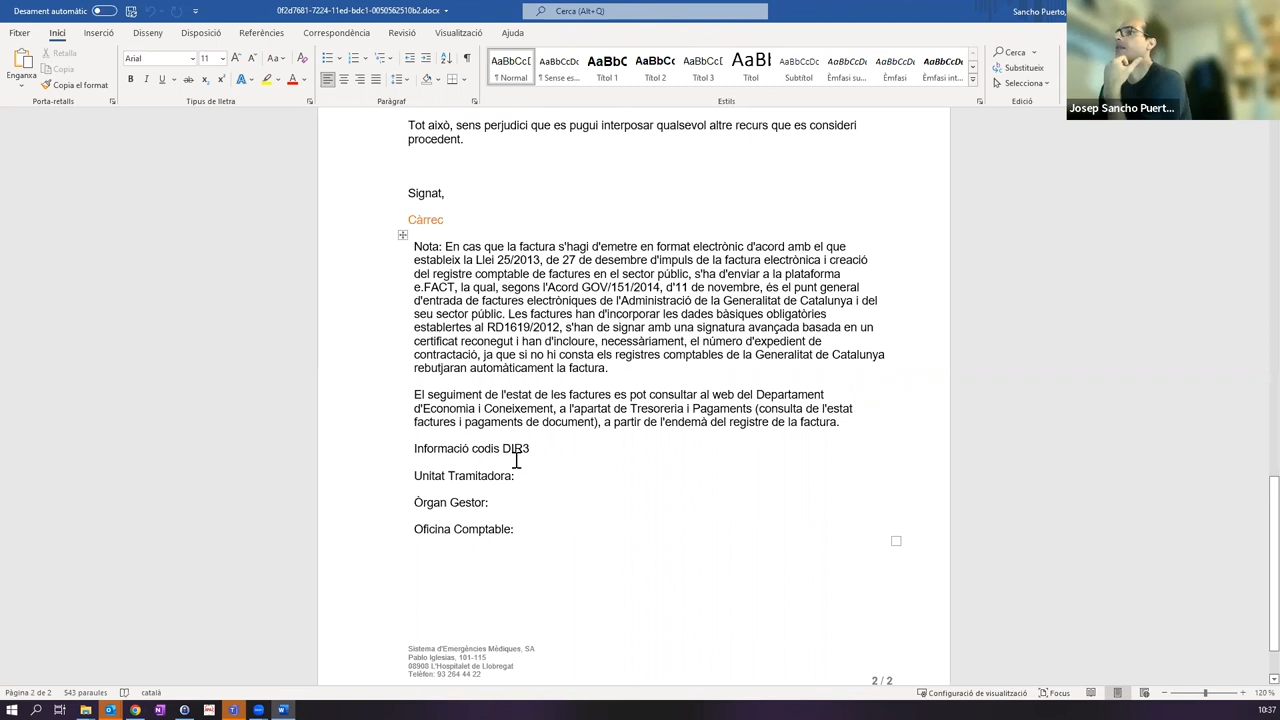 Desament automàtic
0f2d7681-7224-11ed-bdc1-0050562510b2.docx
Cerca (Alt+Q)
Sancho Puerto,
Fitxer Inici Inserció Disseny Disposició Referències Correspondència Revisió Visualització Ajuda
Enganxa
Retalla
Copia
Copia el format
Porta-retalls
Arial 11
Tipus de lletra
Paràgraf
AaBbCcDc AaBbCcDc AaBbC AaBbCc AaBbCcD AaBl AaBbCcD AaBbCcDc AaBbCcDc AaBbCcDc
¶ Normal ¶ Sense es... Títol 1 Títol 2 Títol 3 Títol Subtítol Èmfasi su... Èmfasi Èmfasi int...
Estils
Cerca
Substitueix
Selecciona
Edició
Josep Sancho Puert...
Tot això, sens perjudici que es pugui interposar qualsevol altre recurs que es consideri
procedent.
Signat,
Càrrec
Nota: En cas que la factura s'hagi d'emetre en format electrònic d'acord amb el que
estableix la Llei 25/2013, de 27 de desembre d'impuls de la factura electrònica i creació
del registre comptable de factures en el sector públic, s'ha d'enviar a la plataforma
e.FACT, la qual, segons l'Acord GOV/151/2014, d'11 de novembre, és el punt general
d'entrada de factures electròniques de l'Administració de la Generalitat de Catalunya i del
seu sector públic. Les factures han d'incorporar les dades bàsiques obligatòries
establertes al RD1619/2012, s'han de signar amb una signatura avançada basada en un
certificat reconegut i han d'incloure, necessàriament, el número d'expedient de
contractació, ja que si no hi consta els registres comptables de la Generalitat de Catalunya
rebutjaran automàticament la factura.
El seguiment de l'estat de les factures es pot consultar al web del Departament
d'Economia i Coneixement, a l'apartat de Tresoreria i Pagaments (consulta de l'estat
factures i pagaments de document), a partir de l'endemà del registre de la factura.
Informació codis DIR3
Unitat Tramitadora:
Òrgan Gestor:
Oficina Comptable:
Sistema d'Emergències Mèdiques, SA
Pablo Iglesias, 101-115
08908 L'Hospitalet de Llobregat
Telèfon: 93 264 44 22
2 / 2
Pàgina 2 de 2 543 paraules català Configuració de visualització Focus 120 %
10:37